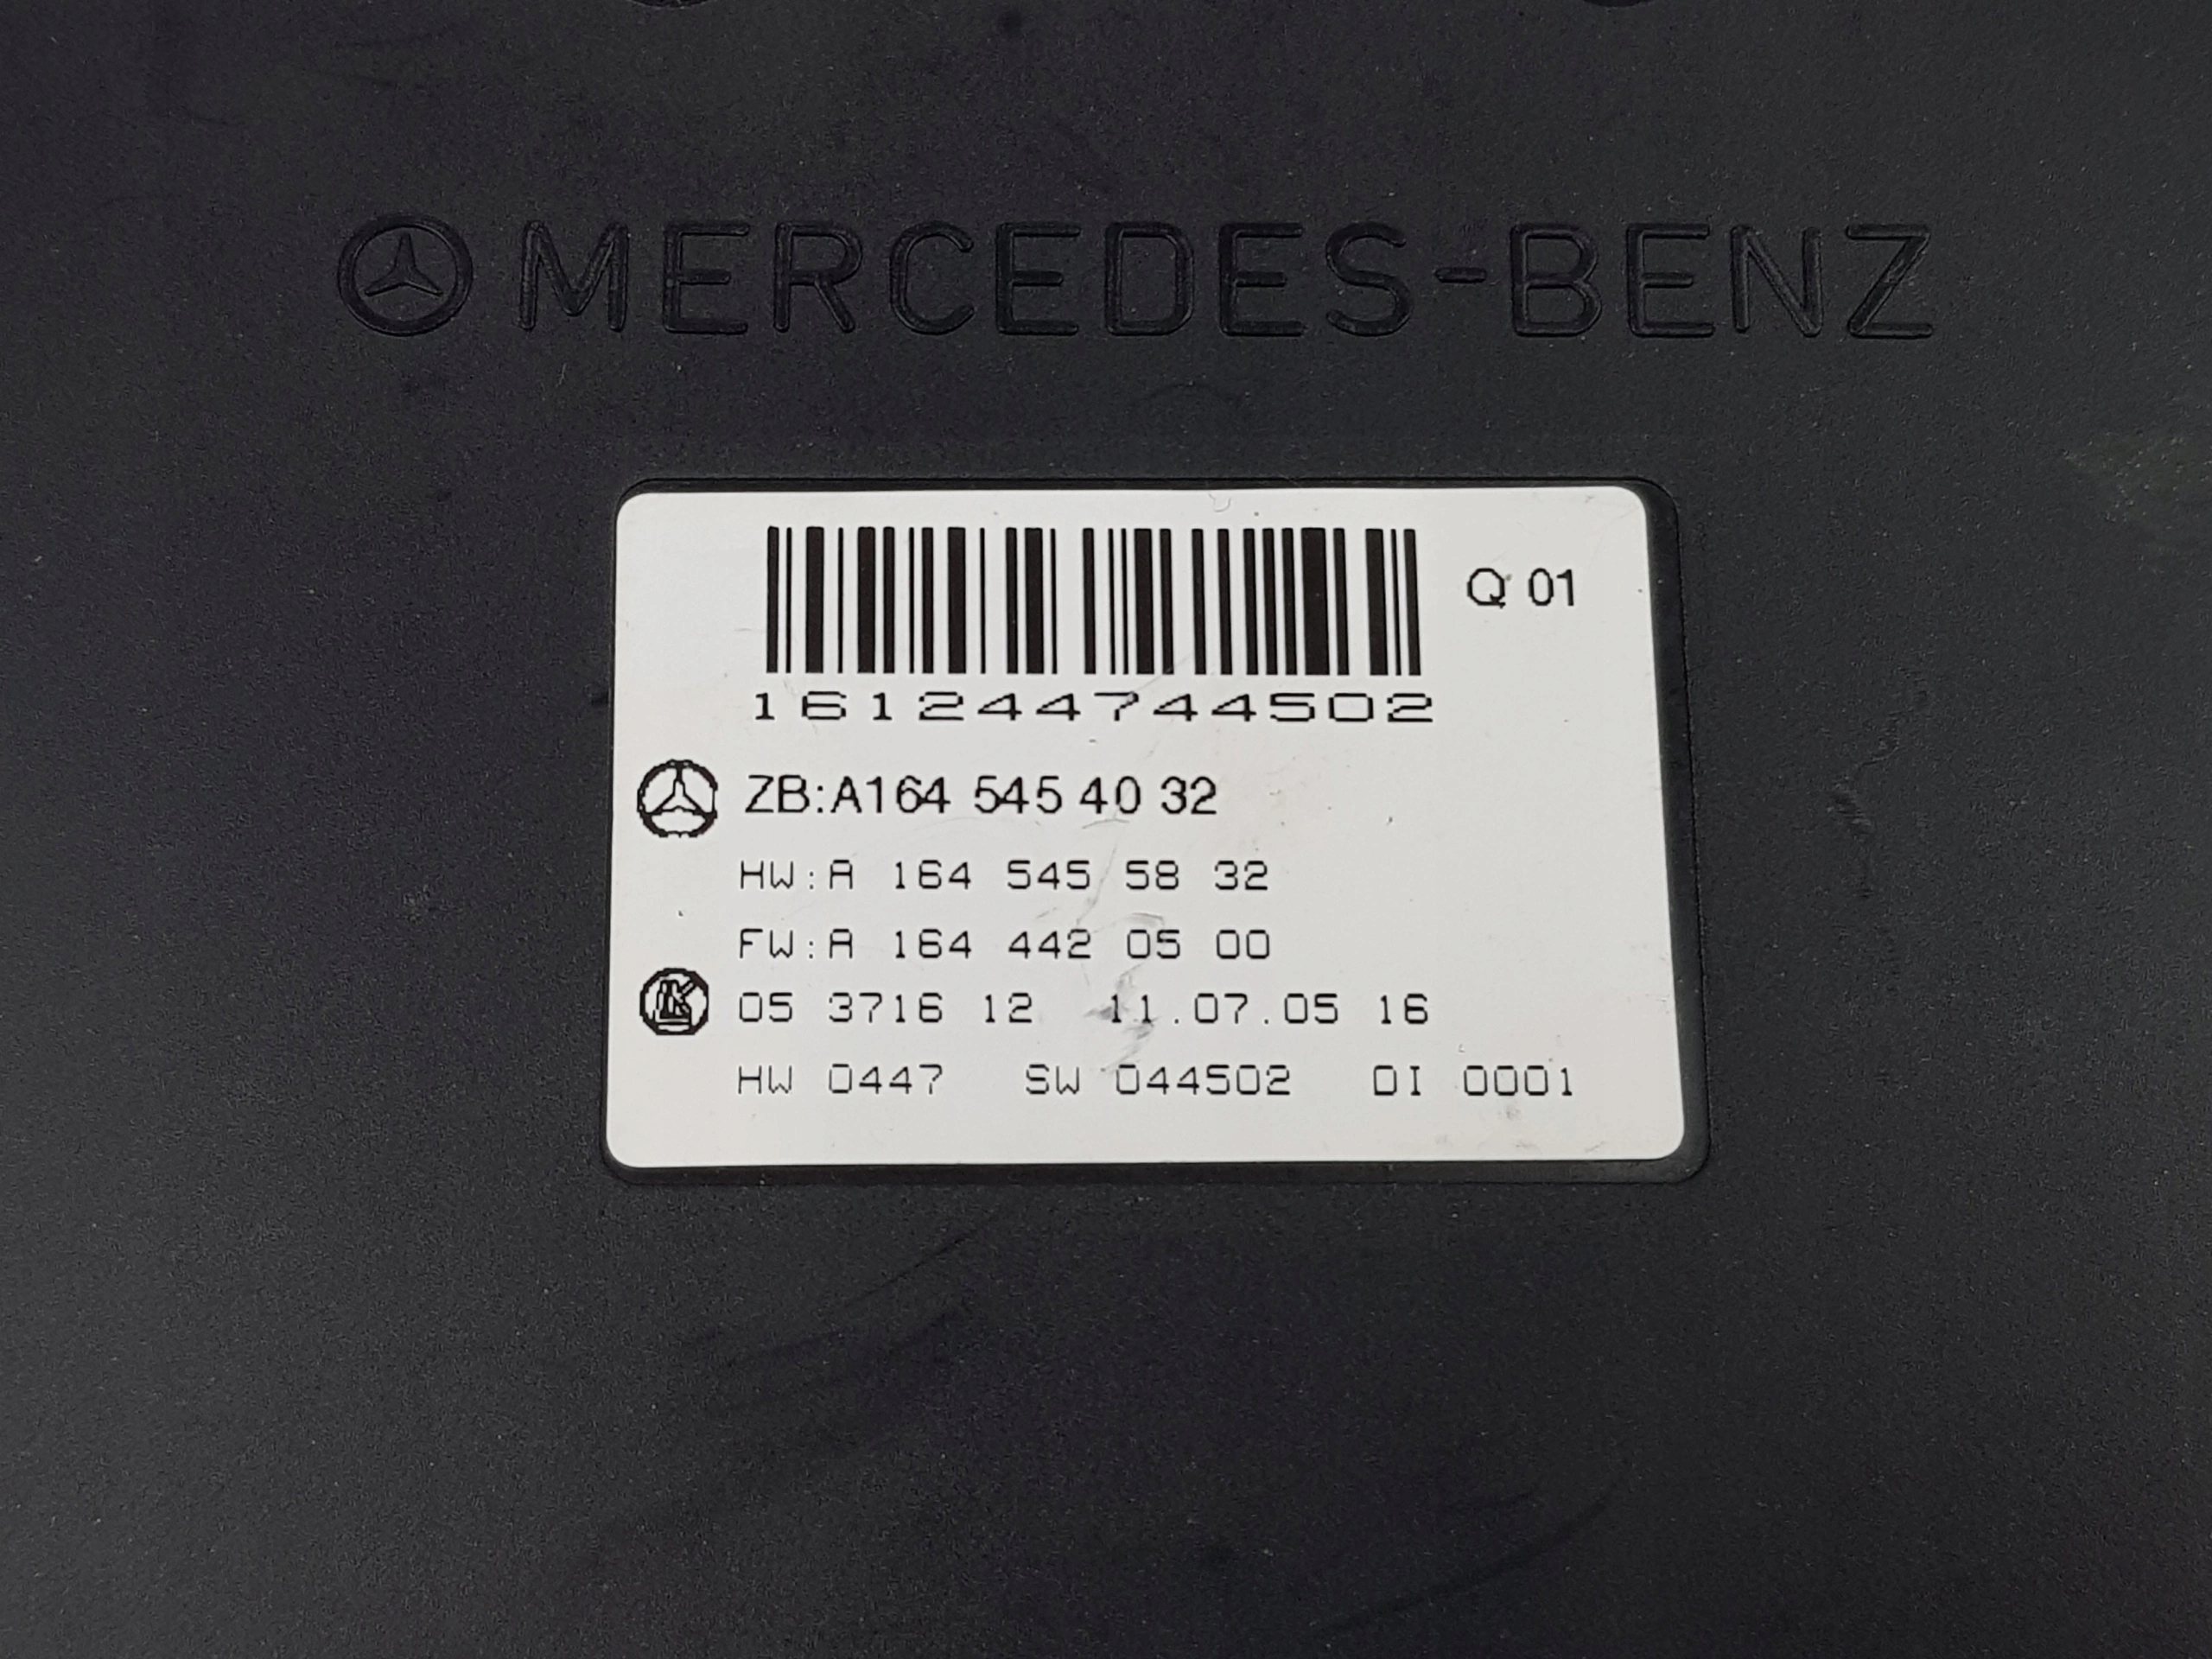 MERCEDES-BENZ
Q 01
161244744502
ZB:A164 545 40 32
HW:A 164 545 58 32
FW:A 164 442 05 00
05 3716 12 11.07.05 16
HW 0447 SW 044502 DI 0001